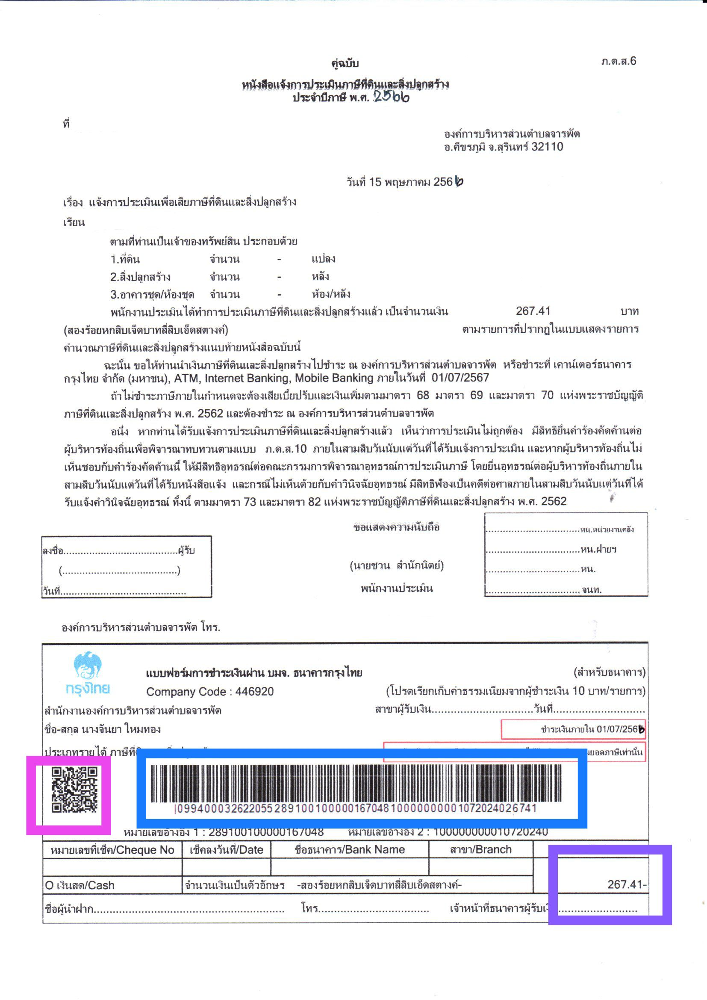 คู่ฉบับ
ภ.ด.ส.6
หนังสือแจ้งการประเมินภาษีที่ดินและสิ่งปลูกสร้าง
ประจำปีภาษี พ.ศ. 2566
ที่
องค์การบริหารส่วนตำบลจารพัต
อ.ศีขรภูมิ จ.สุรินทร์ 32110
วันที่ 15 พฤษภาคม 2566
เรื่อง แจ้งการประเมินเพื่อเสียภาษีที่ดินและสิ่งปลูกสร้าง
เรียน
ตามที่ท่านเป็นเจ้าของทรัพย์สิน ประกอบด้วย
1.ที่ดิน จำนวน - แปลง
2.สิ่งปลูกสร้าง จำนวน - หลัง
3.อาคารชุด/ห้องชุด จำนวน - ห้อง/หลัง
พนักงานประเมินได้ทำการประเมินภาษีที่ดินและสิ่งปลูกสร้างแล้ว เป็นจำนวนเงิน 267.41 บาท
(สองร้อยหกสิบเจ็ดบาทสี่สิบเอ็ดสตางค์) ตามรายการที่ปรากฏในแบบแสดงรายการ
คำนวณภาษีที่ดินและสิ่งปลูกสร้างแนบท้ายหนังสือฉบับนี้
ฉะนั้น ขอให้ท่านนำเงินภาษีที่ดินและสิ่งปลูกสร้างไปชำระ ณ องค์การบริหารส่วนตำบลจารพัต หรือชำระที่ เคาน์เตอร์ธนาคาร
กรุงไทย จำกัด (มหาชน), ATM, Internet Banking, Mobile Banking ภายในวันที่ 01/07/2567
ถ้าไม่ชำระภาษีภายในกำหนดจะต้องเสียเบี้ยปรับและเงินเพิ่มตามมาตรา 68 มาตรา 69 และมาตรา 70 แห่งพระราชบัญญัติ
ภาษีที่ดินและสิ่งปลูกสร้าง พ.ศ. 2562 และต้องชำระ ณ องค์การบริหารส่วนตำบลจารพัต
อนึ่ง หากท่านได้รับแจ้งการประเมินภาษีที่ดินและสิ่งปลูกสร้างแล้ว เห็นว่าการประเมินไม่ถูกต้อง มีสิทธิยื่นคำร้องคัดค้านต่อ
ผู้บริหารท้องถิ่นเพื่อพิจารณาทบทวนตามแบบ ภ.ด.ส.10 ภายในสามสิบวันนับแต่วันที่ได้รับแจ้งการประเมิน และหากผู้บริหารท้องถิ่นไม่
เห็นชอบกับคำร้องคัดค้านนี้ ให้มีสิทธิอุทธรณ์ต่อคณะกรรมการพิจารณาอุทธรณ์การประเมินภาษี โดยยื่นอุทธรณ์ต่อผู้บริหารท้องถิ่นภายใน
สามสิบวันนับแต่วันที่ได้รับหนังสือแจ้ง และกรณีไม่เห็นด้วยกับคำวินิจฉัยอุทธรณ์ มีสิทธิฟ้องเป็นคดีต่อศาลภายในสามสิบวันนับแต่วันที่ได้
รับแจ้งคำวินิจฉัยอุทธรณ์ ทั้งนี้ ตามมาตรา 73 และมาตรา 82 แห่งพระราชบัญญัติภาษีที่ดินและสิ่งปลูกสร้าง พ.ศ. 2562
ขอแสดงความนับถือ
(นายชวน สำนักนิตย์)
พนักงานประเมิน
ลงชื่อ........................................ผู้รับ
(........................................)
วันที่............................................
.................................หน.หน่วยงานคลัง
.................................หน.ฝ่ายฯ
.................................หน.
.................................จนท.
องค์การบริหารส่วนตำบลจารพัต โทร.
กรุงไทย
แบบฟอร์มการชำระเงินผ่าน บมจ. ธนาคารกรุงไทย (สำหรับธนาคาร)
Company Code : 446920 (โปรดเรียกเก็บค่าธรรมเนียมจากผู้ชำระเงิน 10 บาท/รายการ)
สำนักงานองค์การบริหารส่วนตำบลจารพัต สาขาผู้รับเงิน.................................วันที่................................
ชื่อ-สกุล นางจันยา ใหมทอง ชำระเงินภายใน 01/07/2566
ประเภทรายได้ ภาษีที่ ยอดภาษีเท่านั้น
|09940003262205528910010000016704810000000001072024026741
หมายเลขอ้างอิง 1 : 289100100000167048 หมายเลขอ้างอิง 2 : 100000000010720240
หมายเลขที่เช็ค/Cheque No เช็คลงวันที่/Date ชื่อธนาคาร/Bank Name สาขา/Branch
O เงินสด/Cash จำนวนเงินเป็นตัวอักษร -สองร้อยหกสิบเจ็ดบาทสี่สิบเอ็ดสตางค์- 267.41-
ชื่อผู้นำฝาก.................................................. โทร.................................. เจ้าหน้าที่ธนาคารผู้รับเงิ..........................